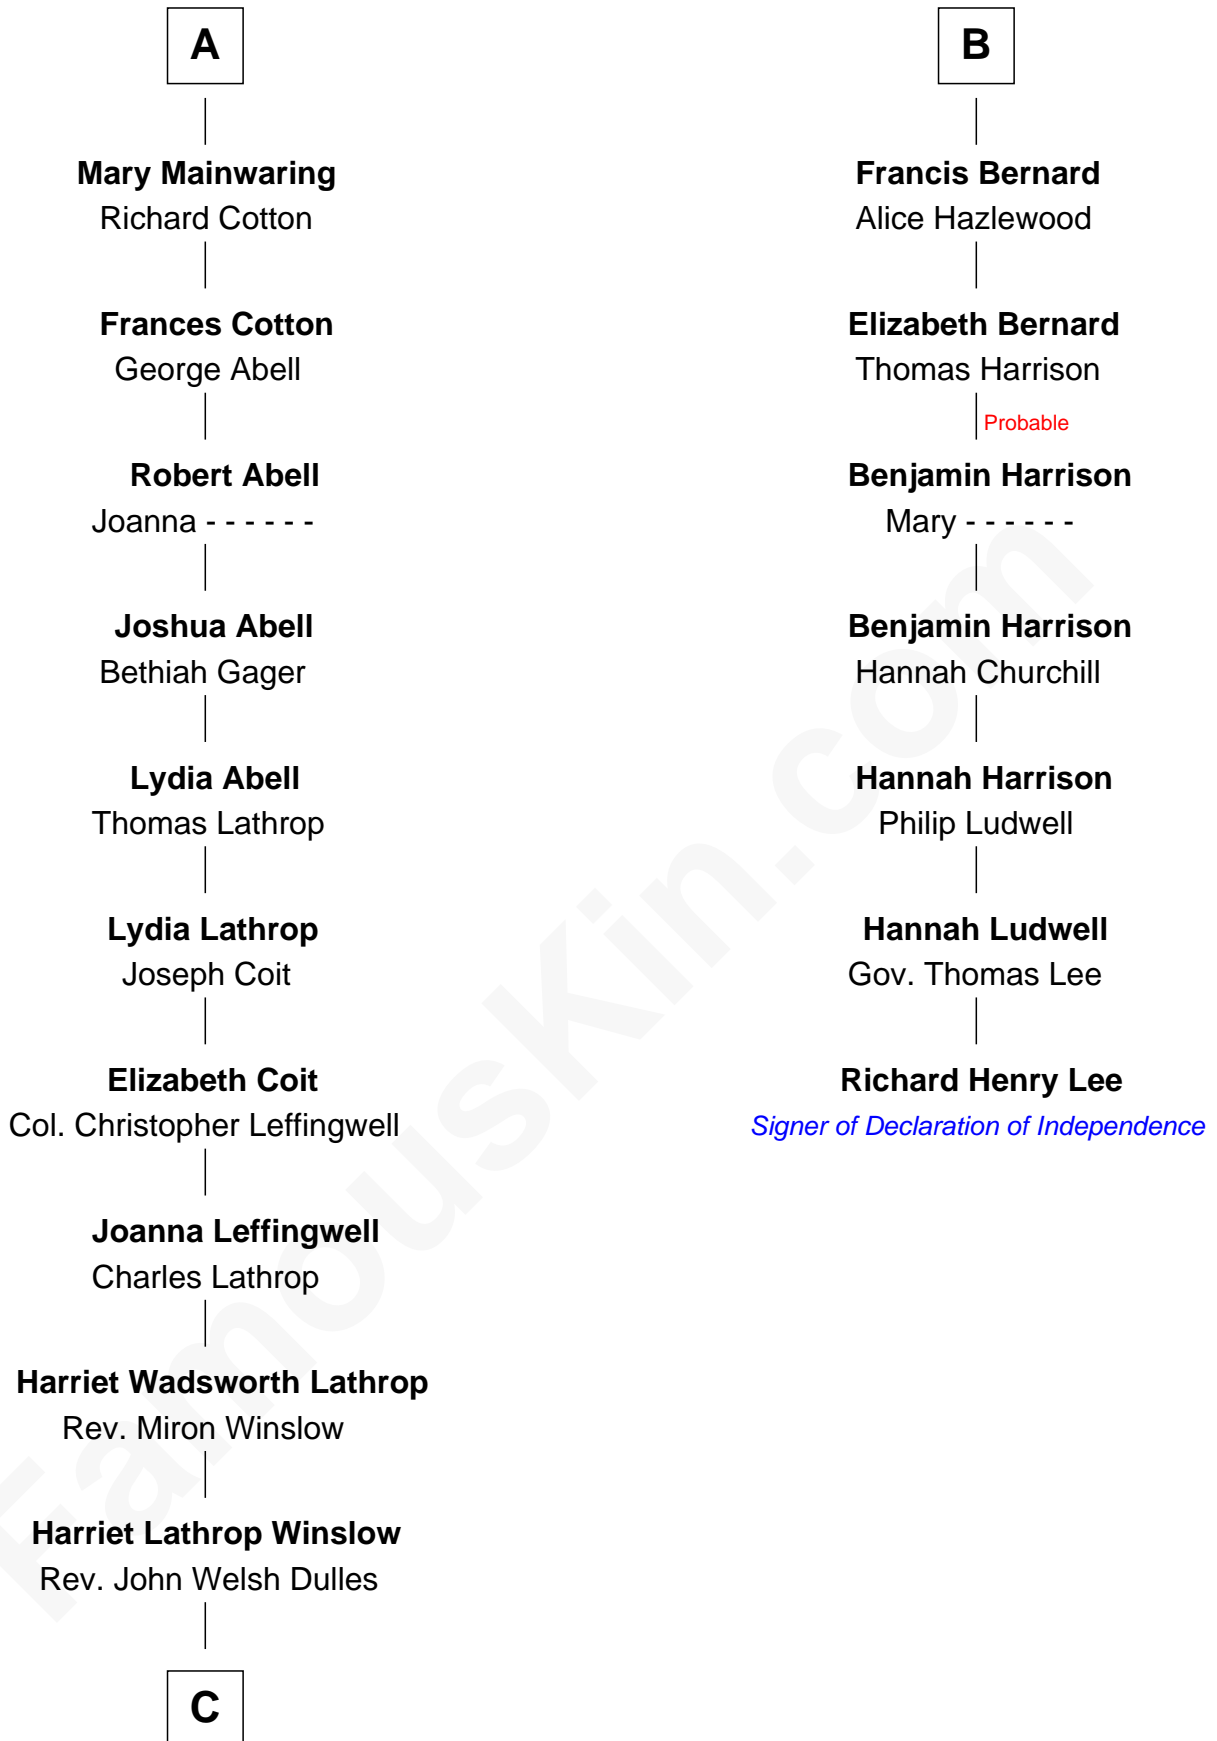 A
Mary Mainwaring
Richard Cotton
Frances Cotton
George Abell
Robert Abell
Joanna - - - - - -
Joshua Abell
Bethiah Gager
Lydia Abell
Thomas Lathrop
Lydia Lathrop
Joseph Coit
Elizabeth Coit
Col. Christopher Leffingwell
Joanna Leffingwell
Charles Lathrop
Harriet Wadsworth Lathrop
Rev. Miron Winslow
Harriet Lathrop Winslow
Rev. John Welsh Dulles
C
B
Francis Bernard
Alice Hazlewood
Elizabeth Bernard
Thomas Harrison
Probable
Benjamin Harrison
Mary - - - - - -
Benjamin Harrison
Hannah Churchill
Hannah Harrison
Philip Ludwell
Hannah Ludwell
Gov. Thomas Lee
Richard Henry Lee
Signer of Declaration of Independence
FamousKin.com